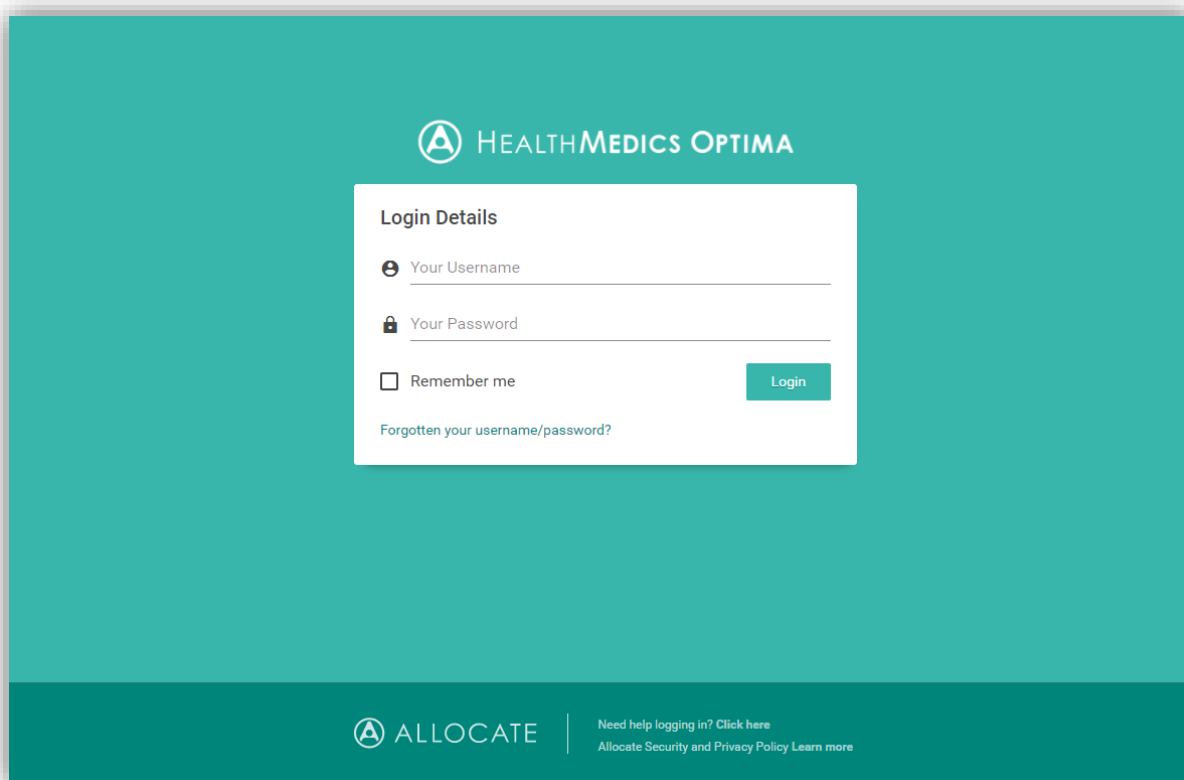 HEALTHMEDICS OPTIMA
Login Details
Your Username
Your Password
Remember me
Login
Forgotten your username/password?
ALLOCATE
Need help logging in? Click here
Allocate Security and Privacy Policy Learn more